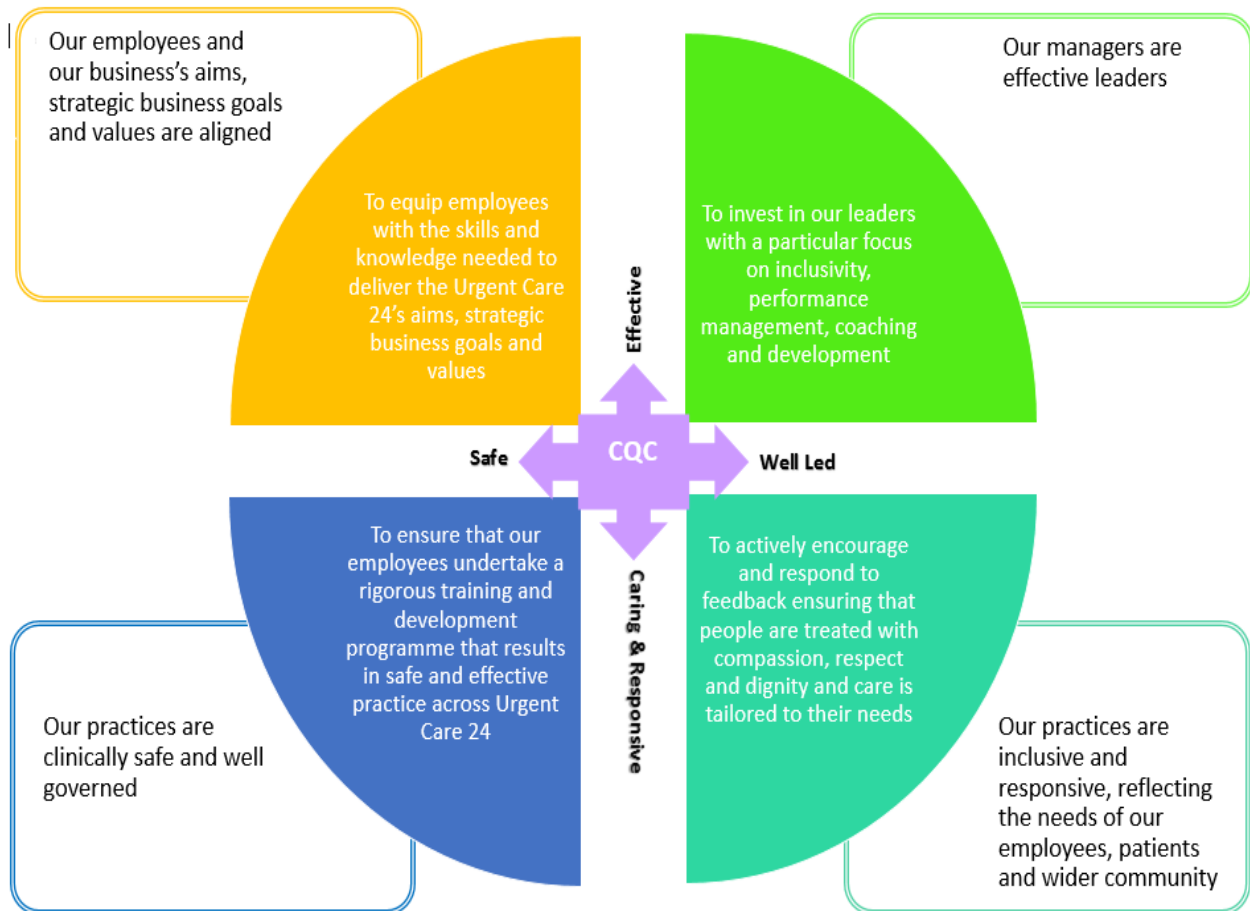 Our employees and
our business's aims,
strategic business goals
and values are aligned
Our managers are
effective leaders
To equip employees
with the skills and
knowledge needed to
deliver the Urgent Care
24's aims, strategic
business goals and
values
To invest in our leaders
with a particular focus
on inclusivity,
performance
management, coaching
and development
Effective
Safe
CQC
Well Led
Caring & Responsive
To ensure that our
employees undertake a
rigorous training and
development
programme that results
in safe and effective
practice across Urgent
Care 24
To actively encourage
and respond to
feedback ensuring that
people are treated with
compassion, respect
and dignity and care is
tailored to their needs
Our practices are
clinically safe and well
governed
Our practices are
inclusive and
responsive, reflecting
the needs of our
employees, patients
and wider community